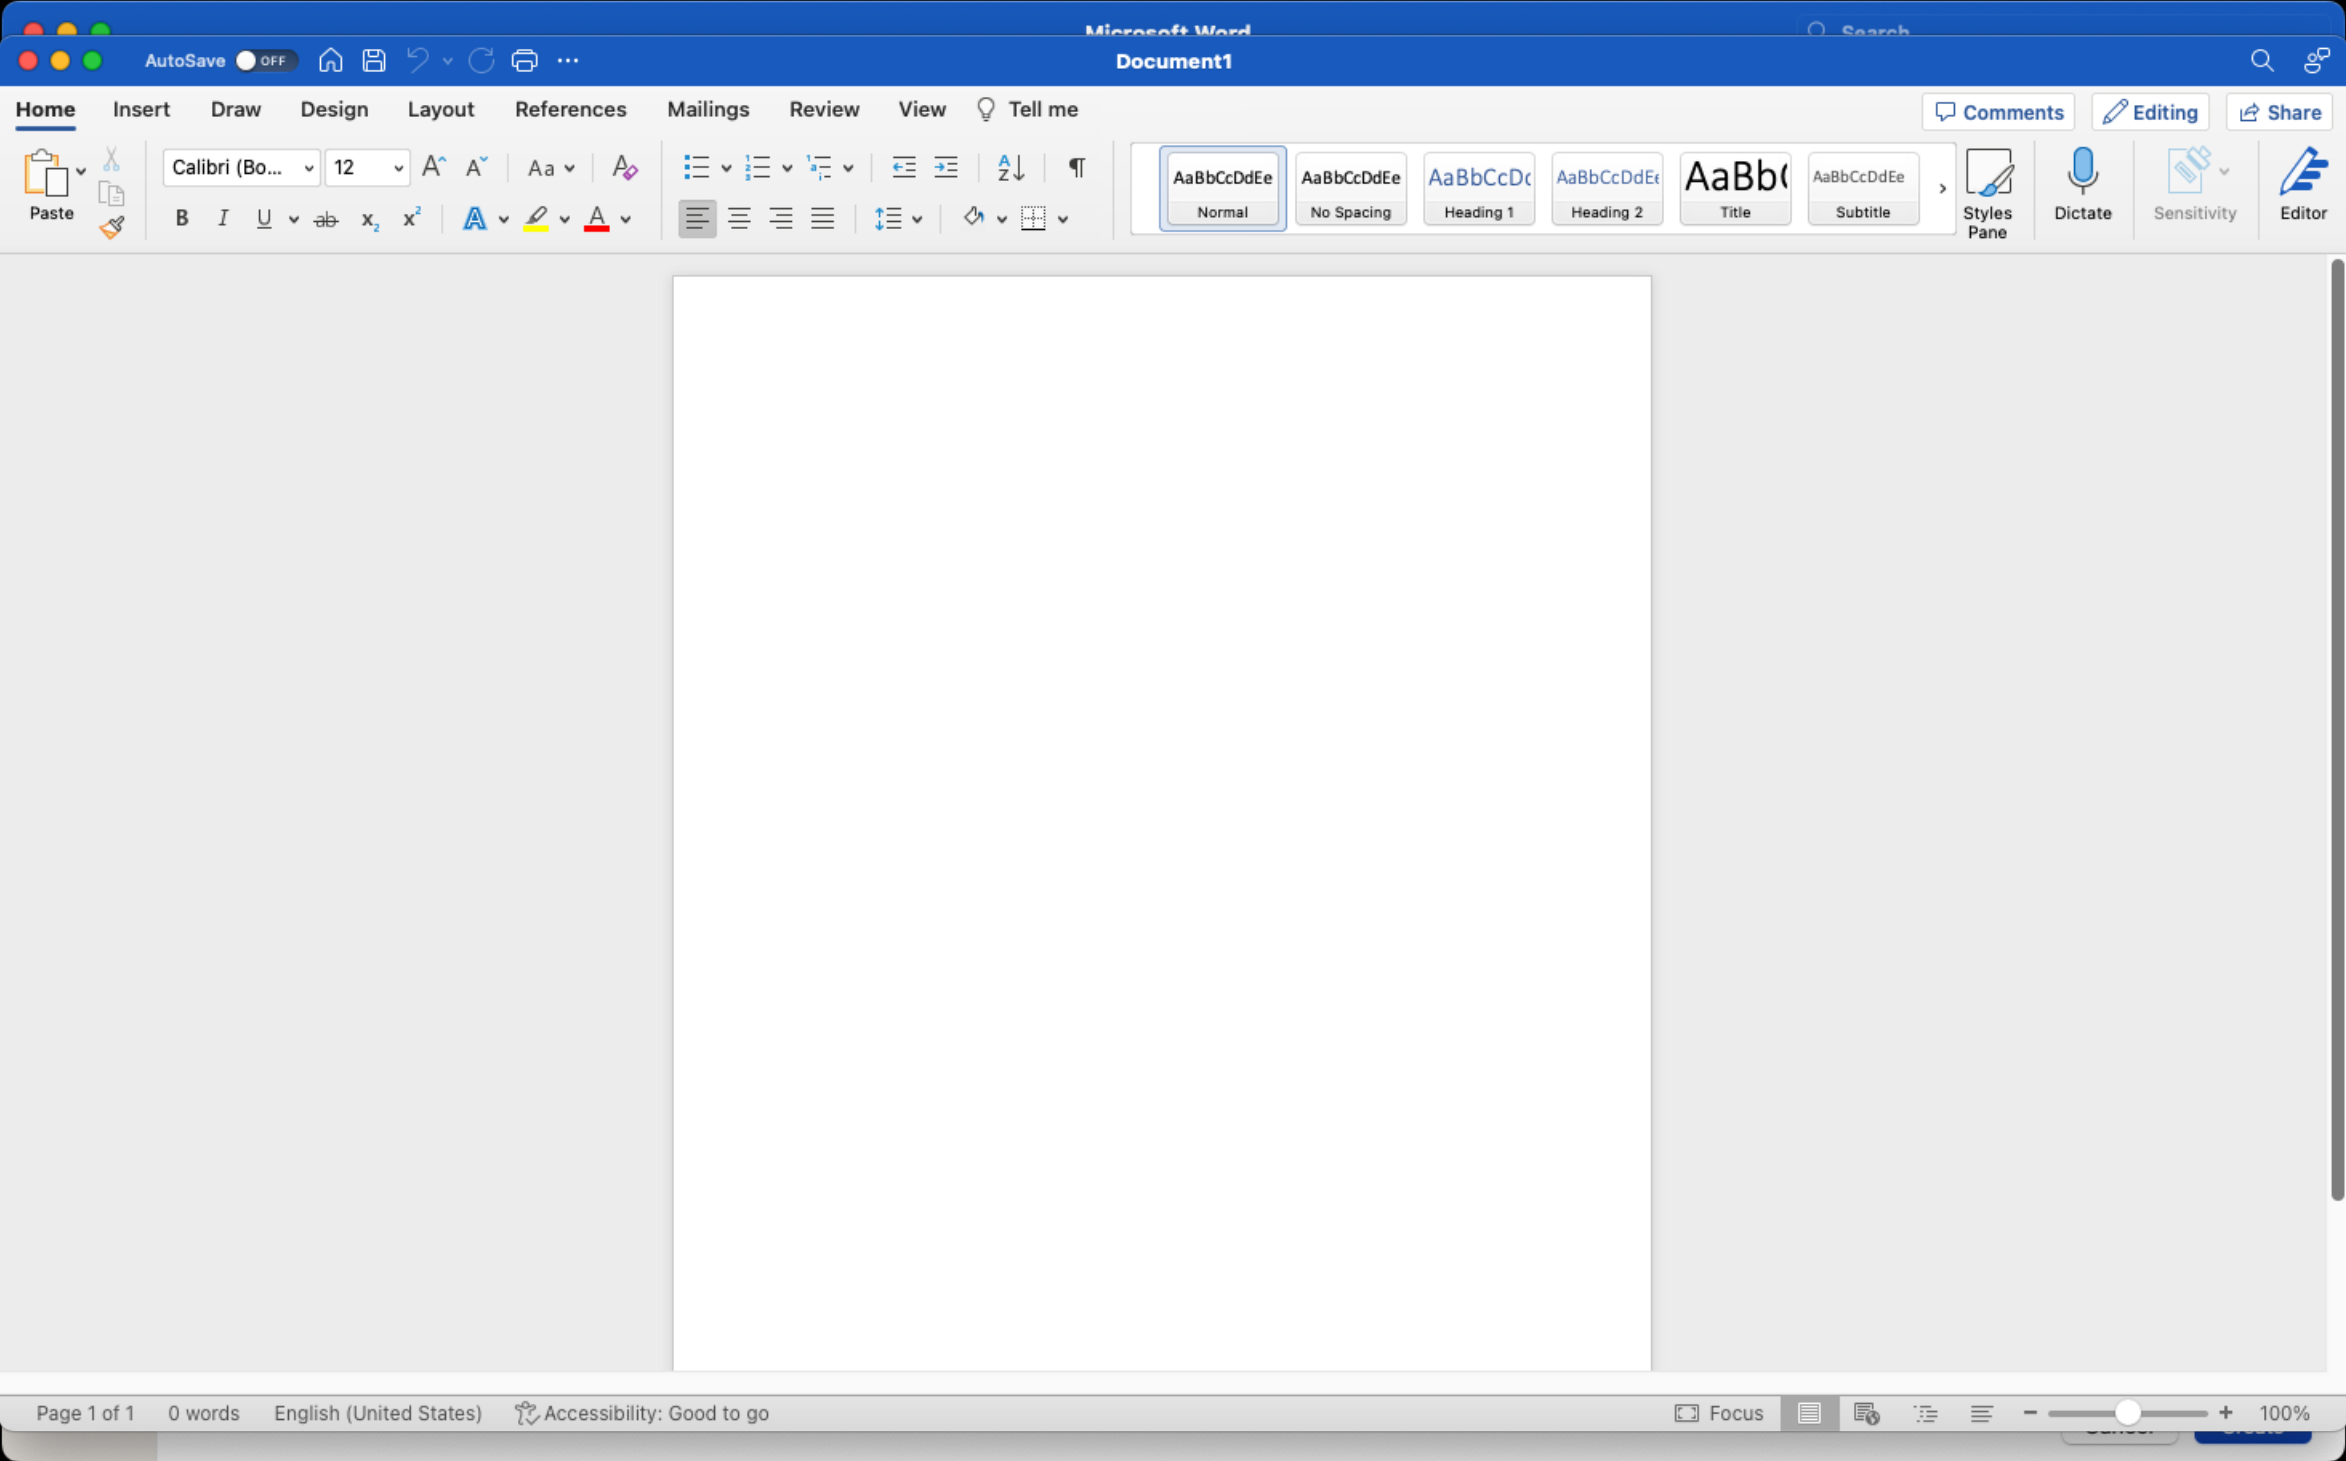 Microsoft Word
Search
AutoSave OFF
Document1
Home Insert Draw Design Layout References Mailings Review View Tell me
Comments Editing Share
Paste
Calibri (Bo... 12
Aa
AaBbCcDdEe AaBbCcDdEe AaBbCcDc AaBbCcDdEe AaBb( AaBbCcDdEe
Normal No Spacing Heading 1 Heading 2 Title Subtitle
Styles
Pane
Dictate
Sensitivity
Editor
Page 1 of 1 0 words English (United States) Accessibility: Good to go
Focus
100%
Cancel
Create